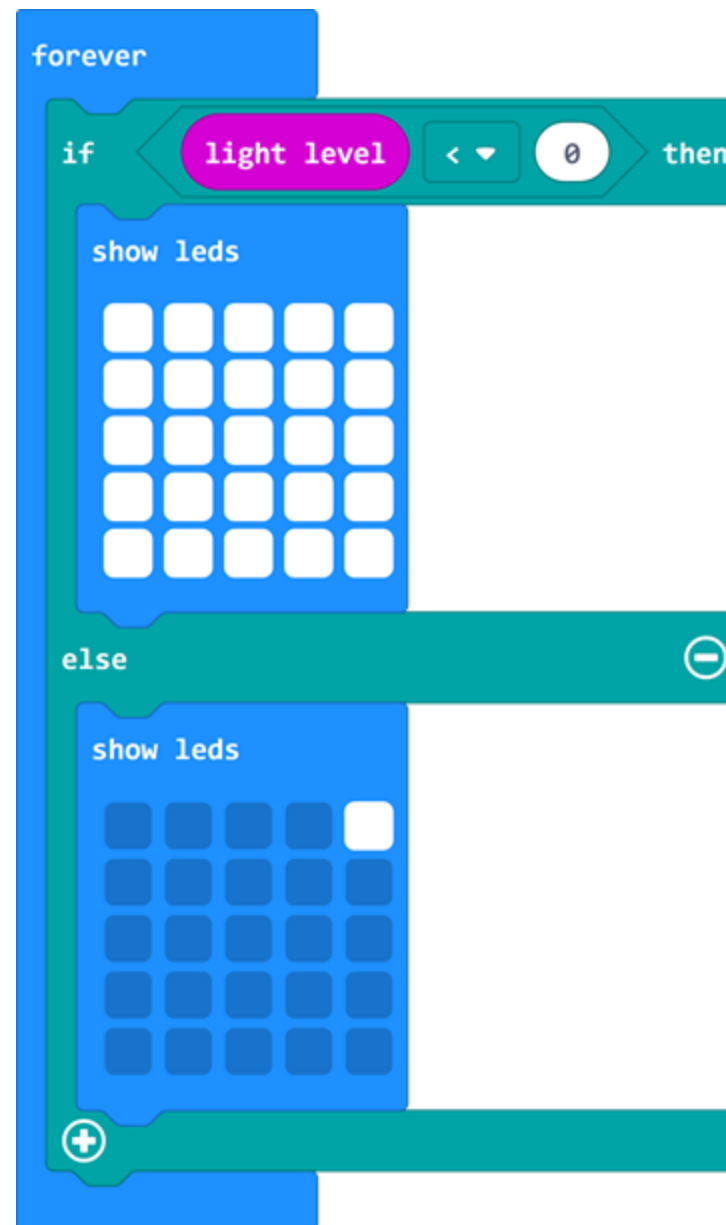 forever
if light level < 0 then
show leds
else
show leds